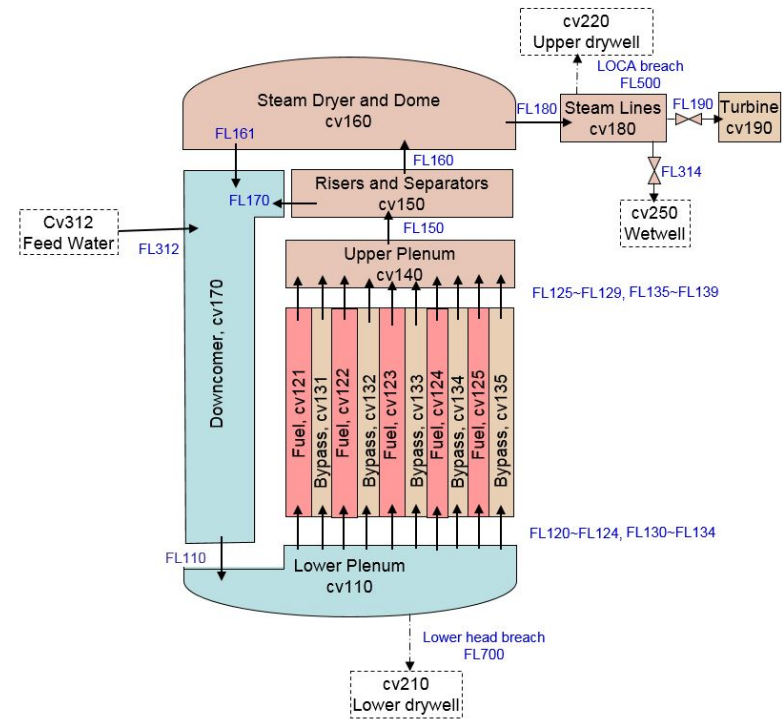 cv220
Upper drywell
LOCA breach
FL500
Steam Dryer and Dome
cv160
FL180
Steam Lines
cv180
FL190
Turbine
cv190
FL161
FL160
FL314
Risers and Separators
cv150
FL170
cv250
Wetwell
Cv312
Feed Water
FL312
FL150
Upper Plenum
cv140
FL125~FL129, FL135~FL139
Downcomer, cv170
Fuel, cv121
Bypass, cv131
Fuel, cv122
Bypass, cv132
Fuel, cv123
Bypass, cv133
Fuel, cv124
Bypass, cv134
Fuel, cv125
Bypass, cv135
FL120~FL124, FL130~FL134
FL110
Lower Plenum
cv110
Lower head breach
FL700
cv210
Lower drywell